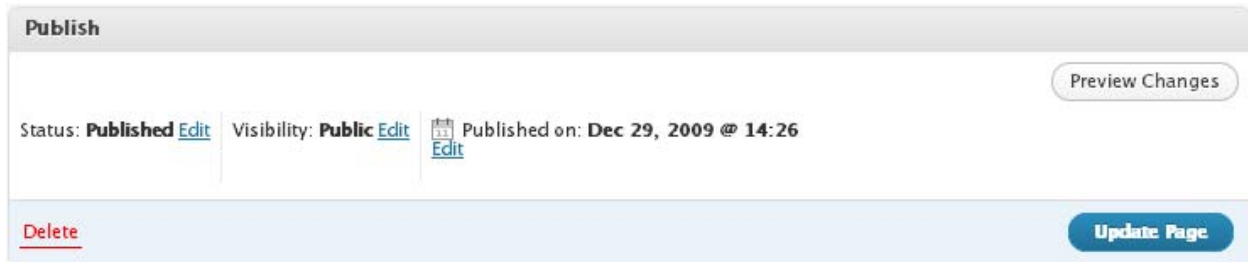 Publish
Preview Changes
Status: Published Edit
Visibility: Public Edit
Published on: Dec 29, 2009 @ 14:26
Edit
Delete
Update Page